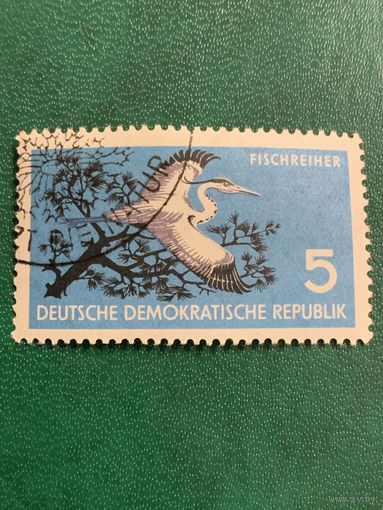 FISCHREIHER
5
DEUTSCHE DEMOKRATISCHE REPUBLIK